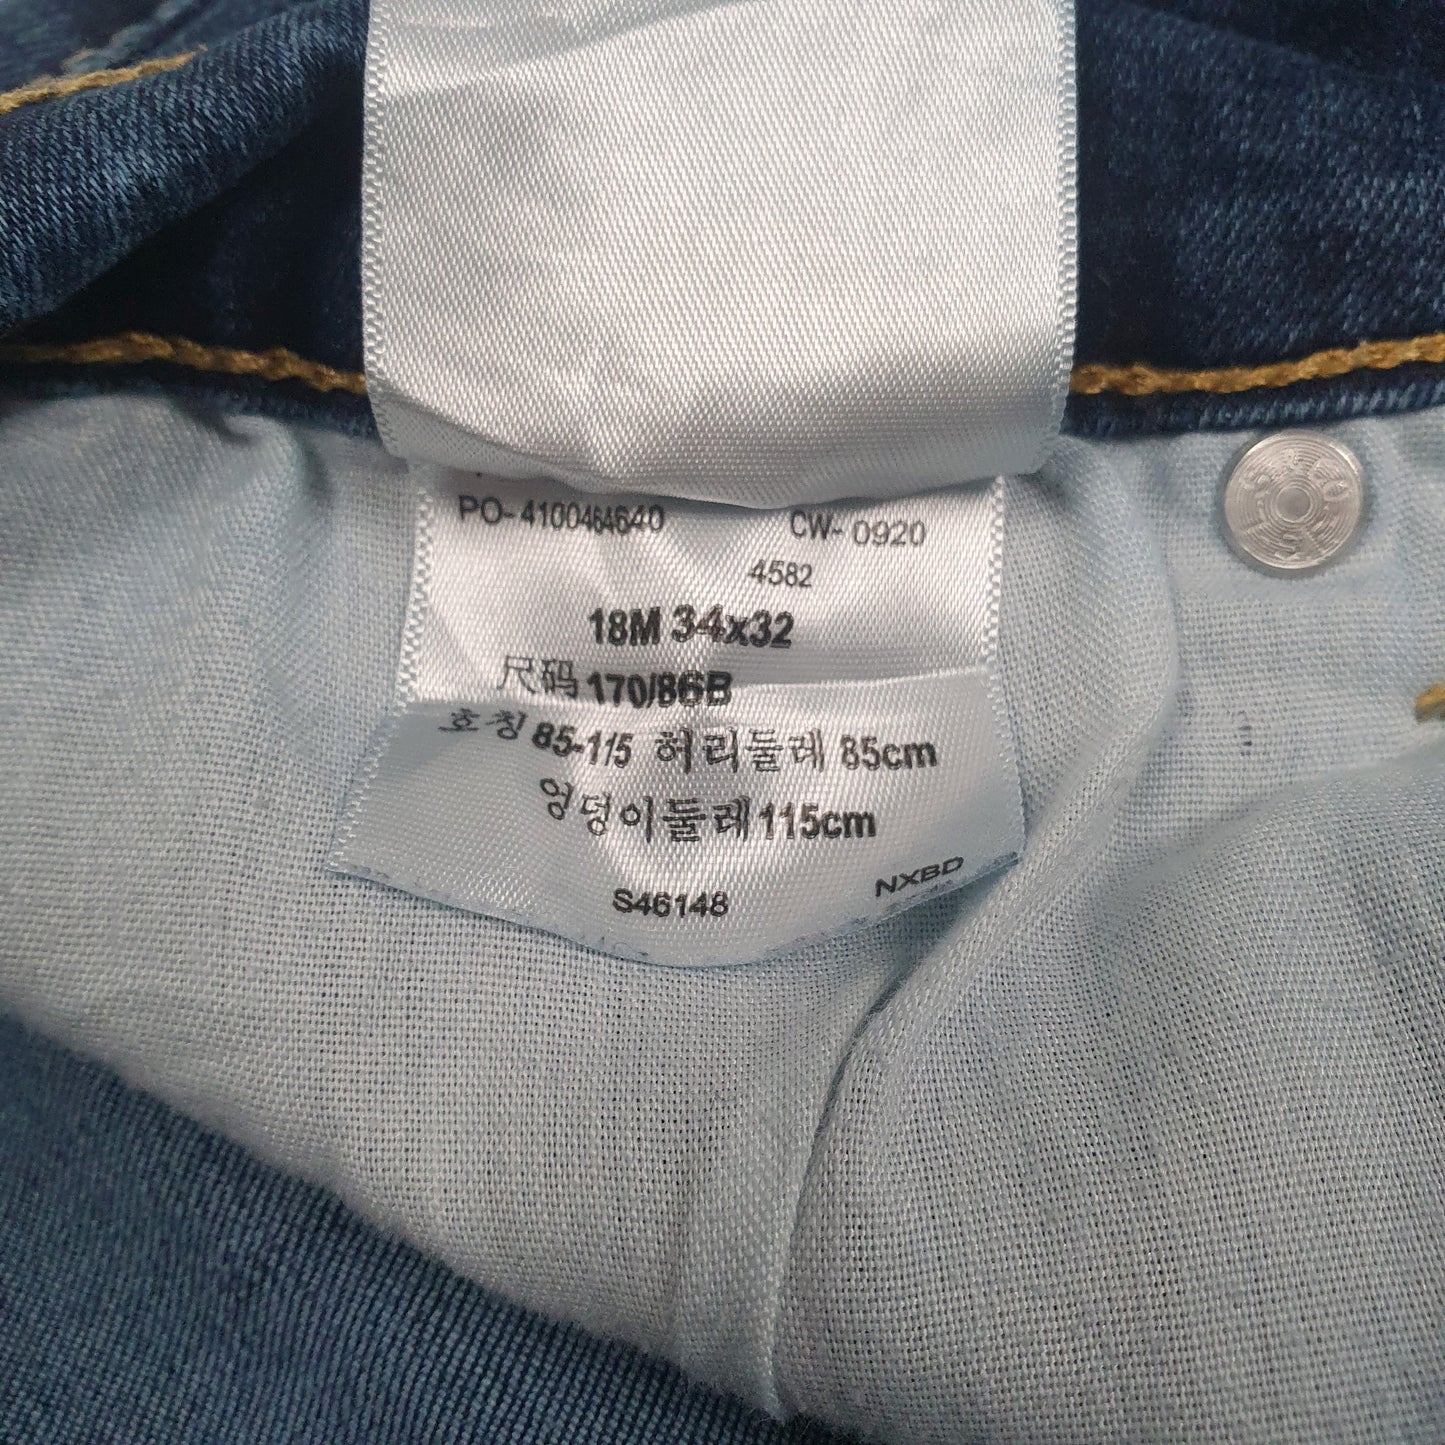 PO- 4100464640 CW- 0920
4582
18M 34x32
尺码 170/86B
호칭 85-115 허리둘레 85cm
엉덩이둘레 115cm
S46148 NXBD